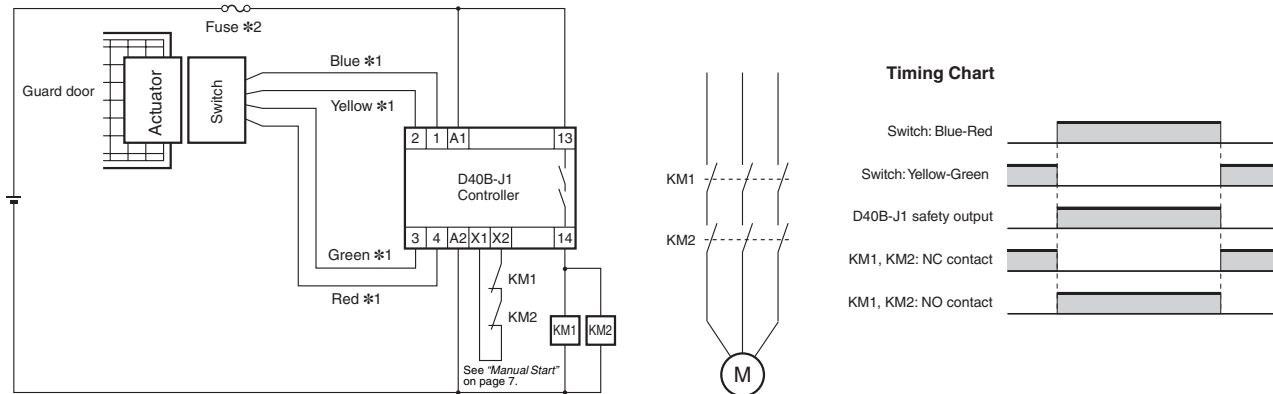 Fuse *2
Guard door
Actuator
Switch
Blue *1
Yellow *1
2 1 A1 13
D40B-J1
Controller
3 4 A2 X1 X2 14
Green *1
Red *1
KM1
KM2
KM1 KM2
See "Manual Start"
on page 7.
KM1
KM2
M
Timing Chart
Switch: Blue-Red
Switch: Yellow-Green
D40B-J1 safety output
KM1, KM2: NC contact
KM1, KM2: NO contact